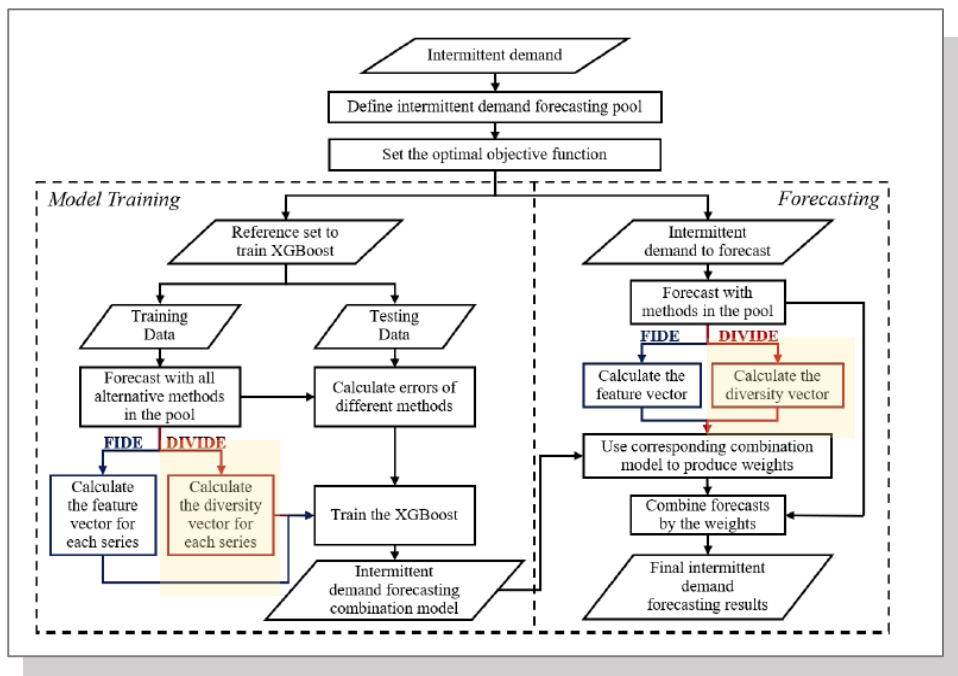 Intermittent demand
Define intermittent demand forecasting pool
Set the optimal objective function
Model Training
Reference set to
train XGBoost
Training
Data
Testing
Data
Forecast with all
alternative methods
in the pool
Calculate errors of
different methods
FIDE
DIVIDE
Calculate
the feature
vector for
each series
Calculate
the diversity
vector for
each series
Train the XGBoost
Intermittent
demand forecasting
combination model
Forecasting
Intermittent
demand to forecast
Forecast with
methods in the pool
FIDE
DIVIDE
Calculate the
feature vector
Calculate the
diversity vector
Use corresponding combination
model to produce weights
Combine forecasts
by the weights
Final intermittent
demand
forecasting results